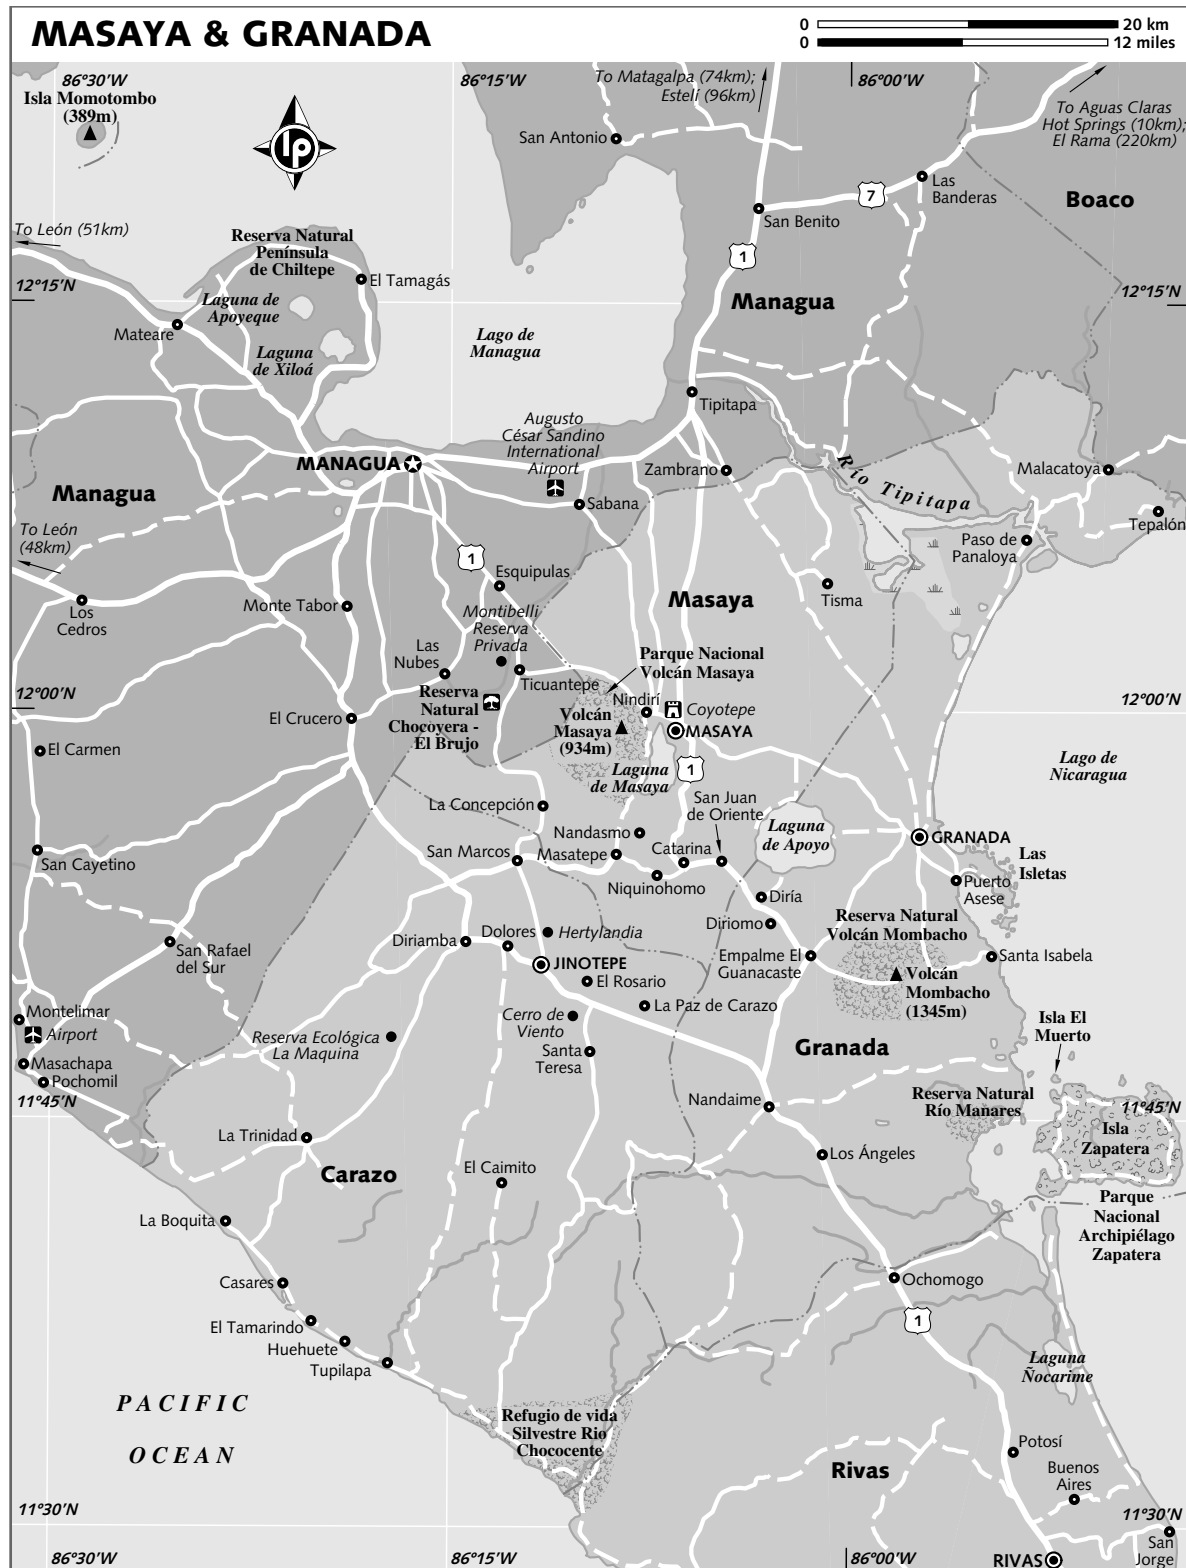 MASAYA & GRANADA
0
20 km
0
12 miles
86°30'W
86°15'W
86°00'W
To Matagalpa (74km);
Estelí (96km)
To Aguas Claras
Hot Springs (10km);
El Rama (220km)
Isla Momotombo
(389m)
lp
San Antonio
Las
Banderas
7
Boaco
San Benito
To León (51km)
Reserva Natural
Península
de Chiltepe
1
El Tamagás
12°15'N
12°15'N
Laguna de
Apoyeque
Managua
Mateare
Lago de
Managua
Laguna
de Xiloá
Tipitapa
Augusto
César Sandino
International
Airport
MANAGUA
Zambrano
Río Tipitapa
Malacatoya
Managua
Sabana
Tepalón
To León
(48km)
Paso de
Panaloya
1
Esquipulas
Los
Cedros
Monte Tabor
Montibelli
Reserva
Privada
Masaya
Tisma
Las
Nubes
Parque Nacional
Volcán Masaya
Ticuantepe
Reserva
Natural
Chocoyera -
El Brujo
12°00'N
12°00'N
El Crucero
Nindirí
Coyotepe
Volcán
Masaya
(934m)
MASAYA
El Carmen
Lago de
Nicaragua
Laguna
de Masaya
1
La Concepción
San Juan
de Oriente
Nandasmo
Laguna
de Apoyo
GRANADA
San Cayetino
San Marcos
Masatepe
Catarina
Las
Isletas
Niquinohomo
Puerto
Asese
Diría
Reserva Natural
Volcán Mombacho
Diriomo
San Rafael
del Sur
Diriamba
Dolores
Hertylandia
Empalme El
Guanacaste
Santa Isabela
JINOTEPE
El Rosario
Volcán
Mombacho
(1345m)
La Paz de Carazo
Montelimar
Airport
Cerro de
Viento
Isla El
Muerto
Reserva Ecológica
La Maquina
Santa
Teresa
Granada
Masachapa
Pochomil
11°45'N
11°45'N
Nandaime
Reserva Natural
Río Manares
Isla
Zapatera
La Trinidad
Los Ángeles
Carazo
El Caimito
Parque
Nacional
Archipiélago
Zapatera
La Boquita
Casares
Ochomogo
El Tamarindo
1
Huehuete
Tupilapa
Laguna
Ñocarime
PACIFIC
OCEAN
Refugio de vida
Silvestre Rio
Chococente
Potosí
Rivas
Buenos
Aires
11°30'N
11°30'N
San
Jorge
86°30'W
86°15'W
86°00'W
RIVAS